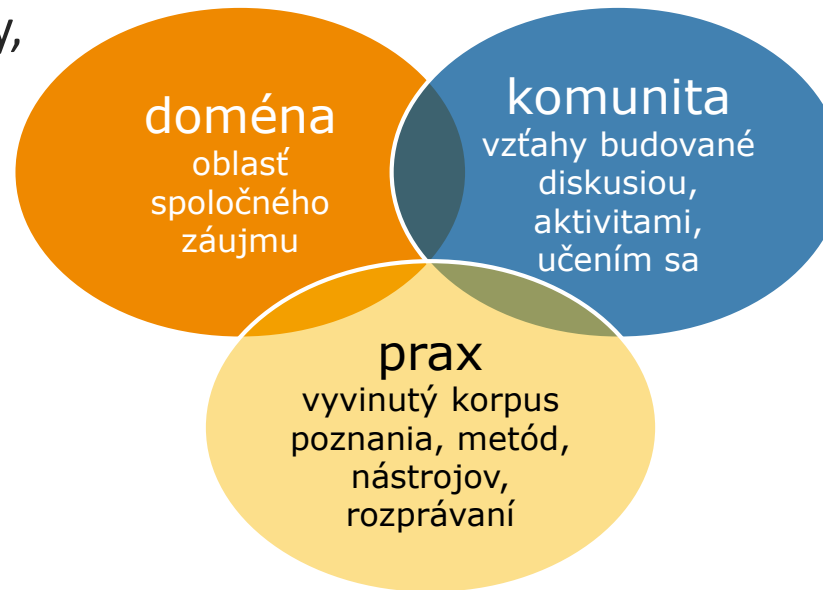 y,
doména
oblasť
spoločného
záujmu
komunita
vzťahy budované
diskusiou,
aktivitami,
učením sa
prax
vyvinutý korpus
poznania, metód,
nástrojov,
rozprávaní